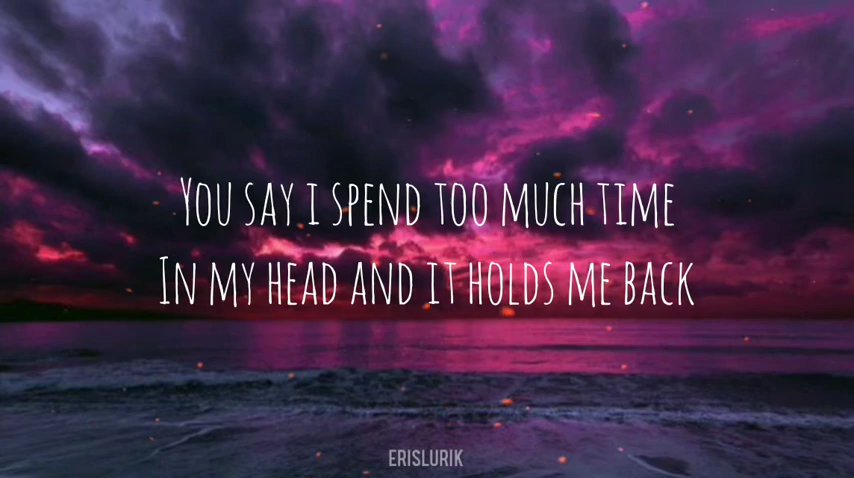 You say i spend too much time
In my head and it holds me back
ERISLURIK